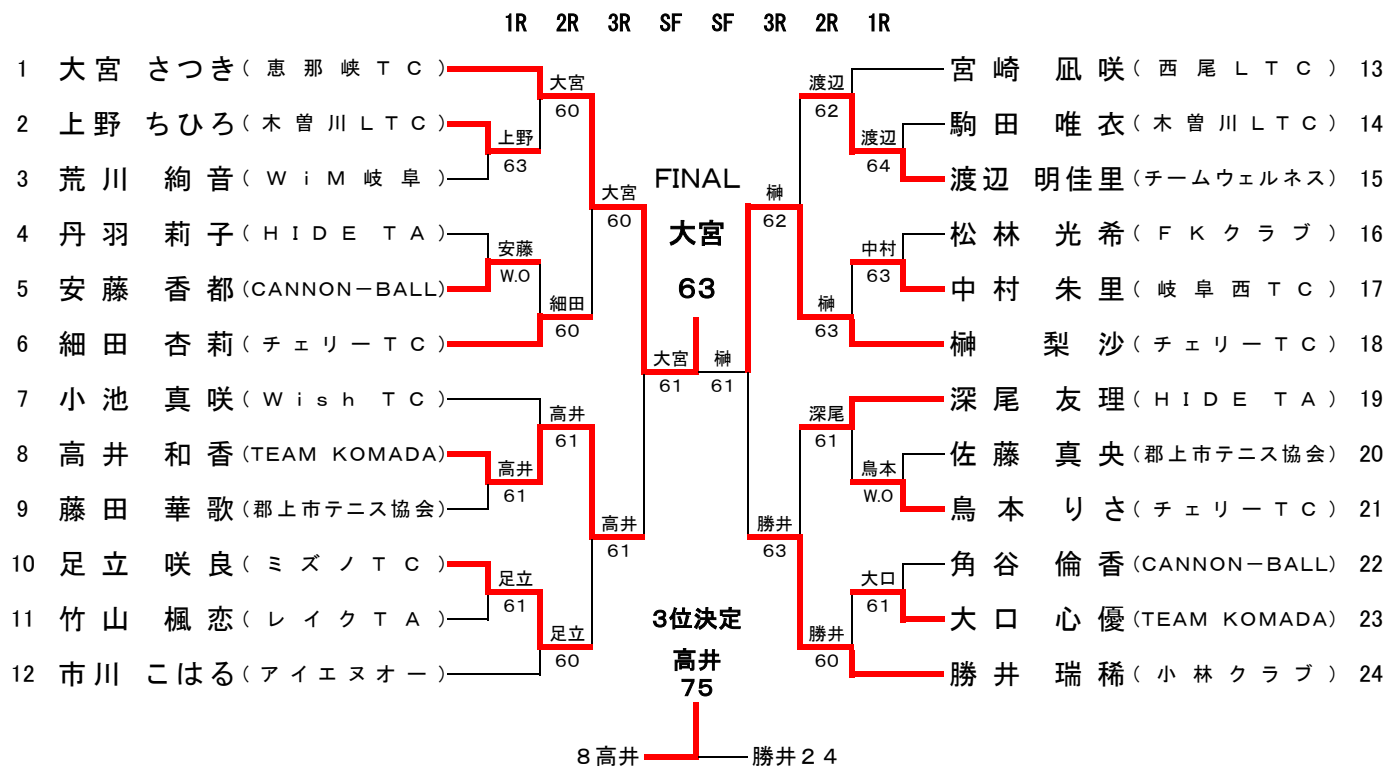 1R 2R 3R SF SF 3R 2R 1R
1 大宮 さつき (恵那峡TC)
2 上野 ちひろ (木曽川LTC)
3 荒川 絢音 (WiM岐阜)
4 丹羽 莉子 (HIDE TA)
5 安藤 香都 (CANNON－BALL)
6 細田 杏莉 (チェリーTC)
7 小池 真咲 (Wish TC)
8 高井 和香 (TEAM KOMADA)
9 藤田 華歌 (郡上市テニス協会)
10 足立 咲良 (ミズノTC)
11 竹山 楓恋 (レイクTA)
12 市川 こはる (アイエヌオー)
上野
63
安藤
W.O
高井
61
足立
61
大宮
60
細田
60
高井
61
足立
60
大宮
60
高井
61
大宮
61
FINAL
大宮
63
榊
61
榊
62
勝井
63
渡辺
62
榊
63
深尾
61
勝井
60
渡辺
64
中村
63
鳥本
W.O
大口
61
宮崎 凪咲 (西尾LTC) 13
駒田 唯衣 (木曽川LTC) 14
渡辺 明佳里 (チームウェルネス) 15
松林 光希 (FKクラブ) 16
中村 朱里 (岐阜西TC) 17
榊 梨沙 (チェリーTC) 18
深尾 友理 (HIDE TA) 19
佐藤 真央 (郡上市テニス協会) 20
鳥本 りさ (チェリーTC) 21
角谷 倫香 (CANNON－BALL) 22
大口 心優 (TEAM KOMADA) 23
勝井 瑞稀 (小林クラブ) 24
3位決定
高井
75
8高井 勝井24